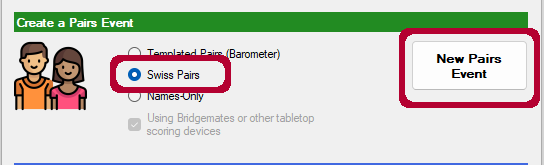 Create a Pairs Event
Templated Pairs (Barometer)
Swiss Pairs
Names-Only
Using Bridgemates or other tabletop
scoring devices
New Pairs
Event